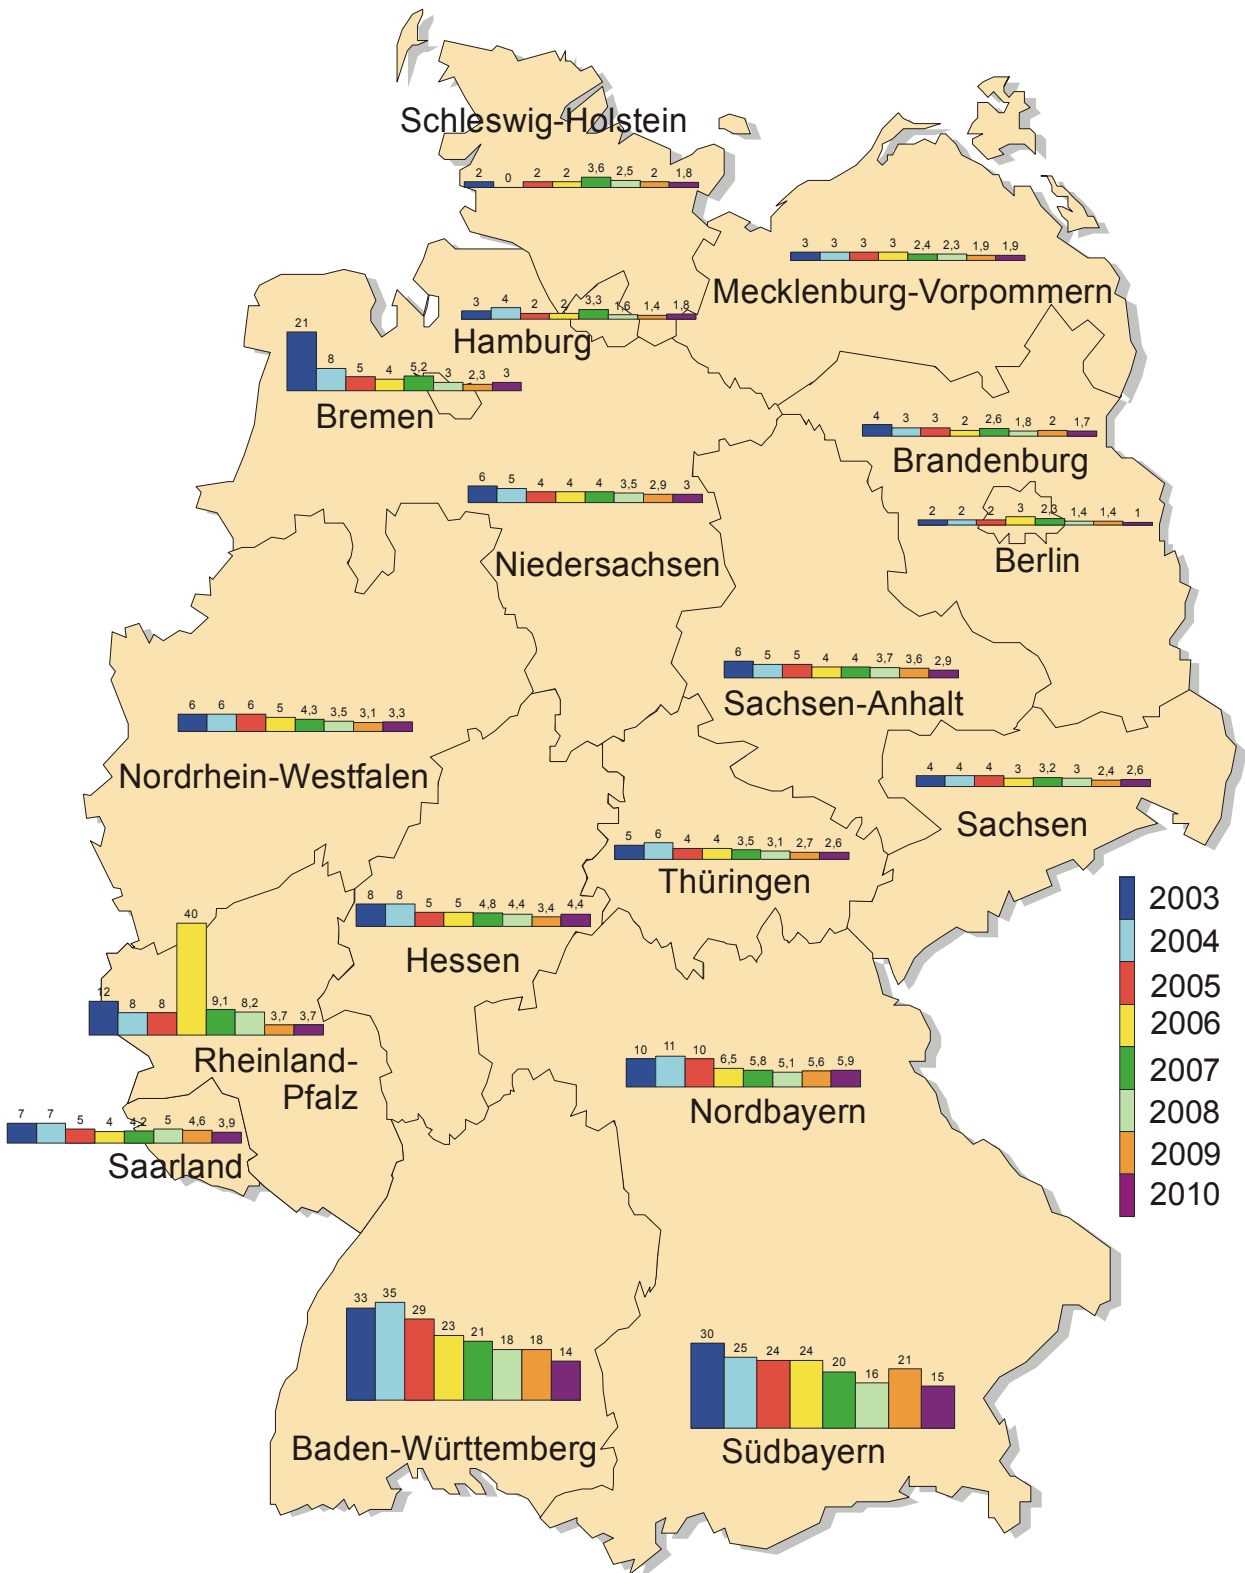 Schleswig-Holstein
2 0 2 2 3,6 2,5 2 1,8
3 3 3 3 2,4 2,3 1,9 1,9
Mecklenburg-Vorpommern
3 4 2 2 3,3 1,6 1,4 1,8
Hamburg
21 8 5 4 5,2 3 2,3 3
Bremen
4 3 3 2 2,6 1,8 2 1,7
Brandenburg
6 5 4 4 4 3,5 2,9 3
Niedersachsen
2 2 2 3 2,3 1,4 1,4 1
Berlin
6 5 5 4 4 3,7 3,6 2,9
Sachsen-Anhalt
6 6 6 5 4,3 3,5 3,1 3,3
Nordrhein-Westfalen
4 4 4 3 3,2 3 2,4 2,6
Sachsen
5 6 4 4 3,5 3,1 2,7 2,6
Thüringen
8 8 5 5 4,8 4,4 3,4 4,4
Hessen
12 8 8 40 9,1 8,2 3,7 3,7
Rheinland-
Pfalz
10 11 10 6,5 5,8 5,1 5,6 5,9
Nordbayern
7 7 5 4 4,2 5 4,6 3,9
Saarland
2003
2004
2005
2006
2007
2008
2009
2010
33 35 29 23 21 18 18 14
Baden-Württemberg
30 25 24 24 20 16 21 15
Südbayern